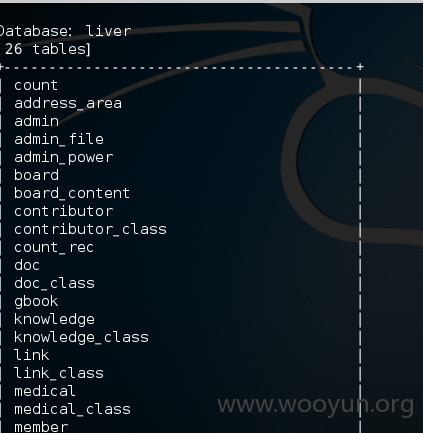 Database: liver
26 tables]
+------------------------------------+
| count |
| address_area |
| admin |
| admin_file |
| admin_power |
| board |
| board_content |
| contributor |
| contributor_class |
| count_rec |
| doc |
| doc_class |
| gbook |
| knowledge |
| knowledge_class |
| link |
| link_class |
| medical |
| medical_class |
| member |
www.wooyun.org